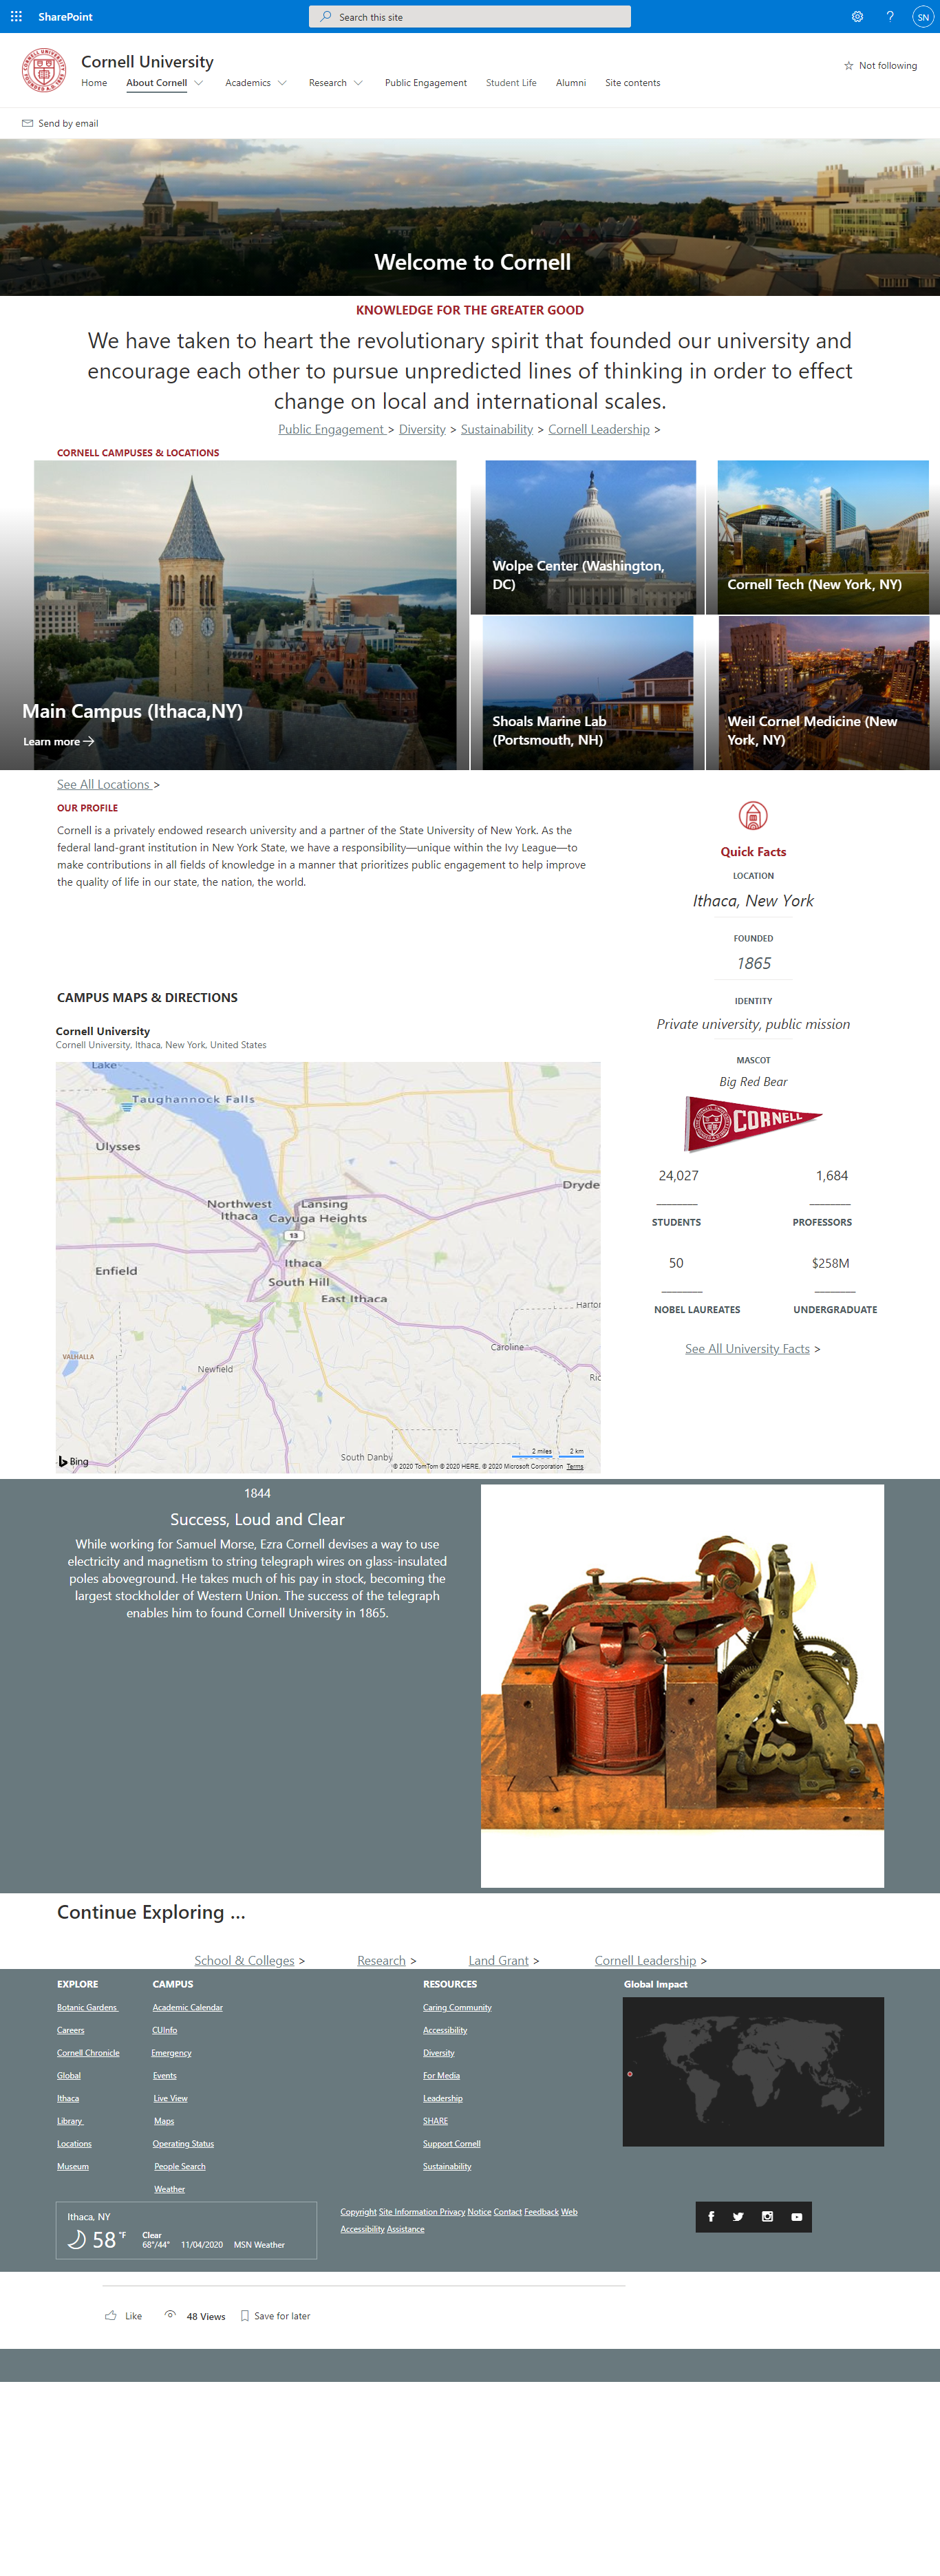 SharePoint
Search this site
?
SN
Cornell University
Home About Cornell Academics Research Public Engagement Student Life Alumni Site contents
Not following
Send by email
Welcome to Cornell
KNOWLEDGE FOR THE GREATER GOOD
We have taken to heart the revolutionary spirit that founded our university and
encourage each other to pursue unpredicted lines of thinking in order to effect
change on local and international scales.
Public Engagement > Diversity > Sustainability > Cornell Leadership >
CORNELL CAMPUSES & LOCATIONS
Main Campus (Ithaca,NY)
Learn more
Wolpe Center (Washington,
DC)
Cornell Tech (New York, NY)
Shoals Marine Lab
(Portsmouth, NH)
Weil Cornel Medicine (New
York, NY)
See All Locations >
OUR PROFILE
Cornell is a privately endowed research university and a partner of the State University of New York. As the
federal land-grant institution in New York State, we have a responsibility—unique within the Ivy League—to
make contributions in all fields of knowledge in a manner that prioritizes public engagement to help improve
the quality of life in our state, the nation, the world.
CAMPUS MAPS & DIRECTIONS
Cornell University
Cornell University, Ithaca, New York, United States
Lake
Taughannock Falls
Ulysses
Dryde
Northwest
Ithaca
Lansing
Cayuga Heights
13
Ithaca
Enfield
South Hill
East Ithaca
Harfor
Caroline
VALHALLA
Newfield
Ric
South Danby
2 miles 2 km
Bing
© 2020 TomTom © 2020 HERE, © 2020 Microsoft Corporation Terms
Quick Facts
LOCATION
Ithaca, New York
FOUNDED
1865
IDENTITY
Private university, public mission
MASCOT
Big Red Bear
CORNELL
24,027 1,684
STUDENTS PROFESSORS
50 $258M
NOBEL LAUREATES UNDERGRADUATE
See All University Facts >
1844
Success, Loud and Clear
While working for Samuel Morse, Ezra Cornell devises a way to use
electricity and magnetism to string telegraph wires on glass-insulated
poles aboveground. He takes much of his pay in stock, becoming the
largest stockholder of Western Union. The success of the telegraph
enables him to found Cornell University in 1865.
Continue Exploring ...
School & Colleges > Research > Land Grant > Cornell Leadership >
EXPLORE
Botanic Gardens
Careers
Cornell Chronicle
Global
Ithaca
Library
Locations
Museum
CAMPUS
Academic Calendar
CUInfo
Emergency
Events
Live View
Maps
Operating Status
People Search
Weather
RESOURCES
Caring Community
Accessibility
Diversity
For Media
Leadership
SHARE
Support Cornell
Sustainability
Global Impact
Ithaca, NY
58 °F
Clear
68°/44° 11/04/2020 MSN Weather
Copyright Site Information Privacy Notice Contact Feedback Web
Accessibility Assistance
Like 48 Views Save for later